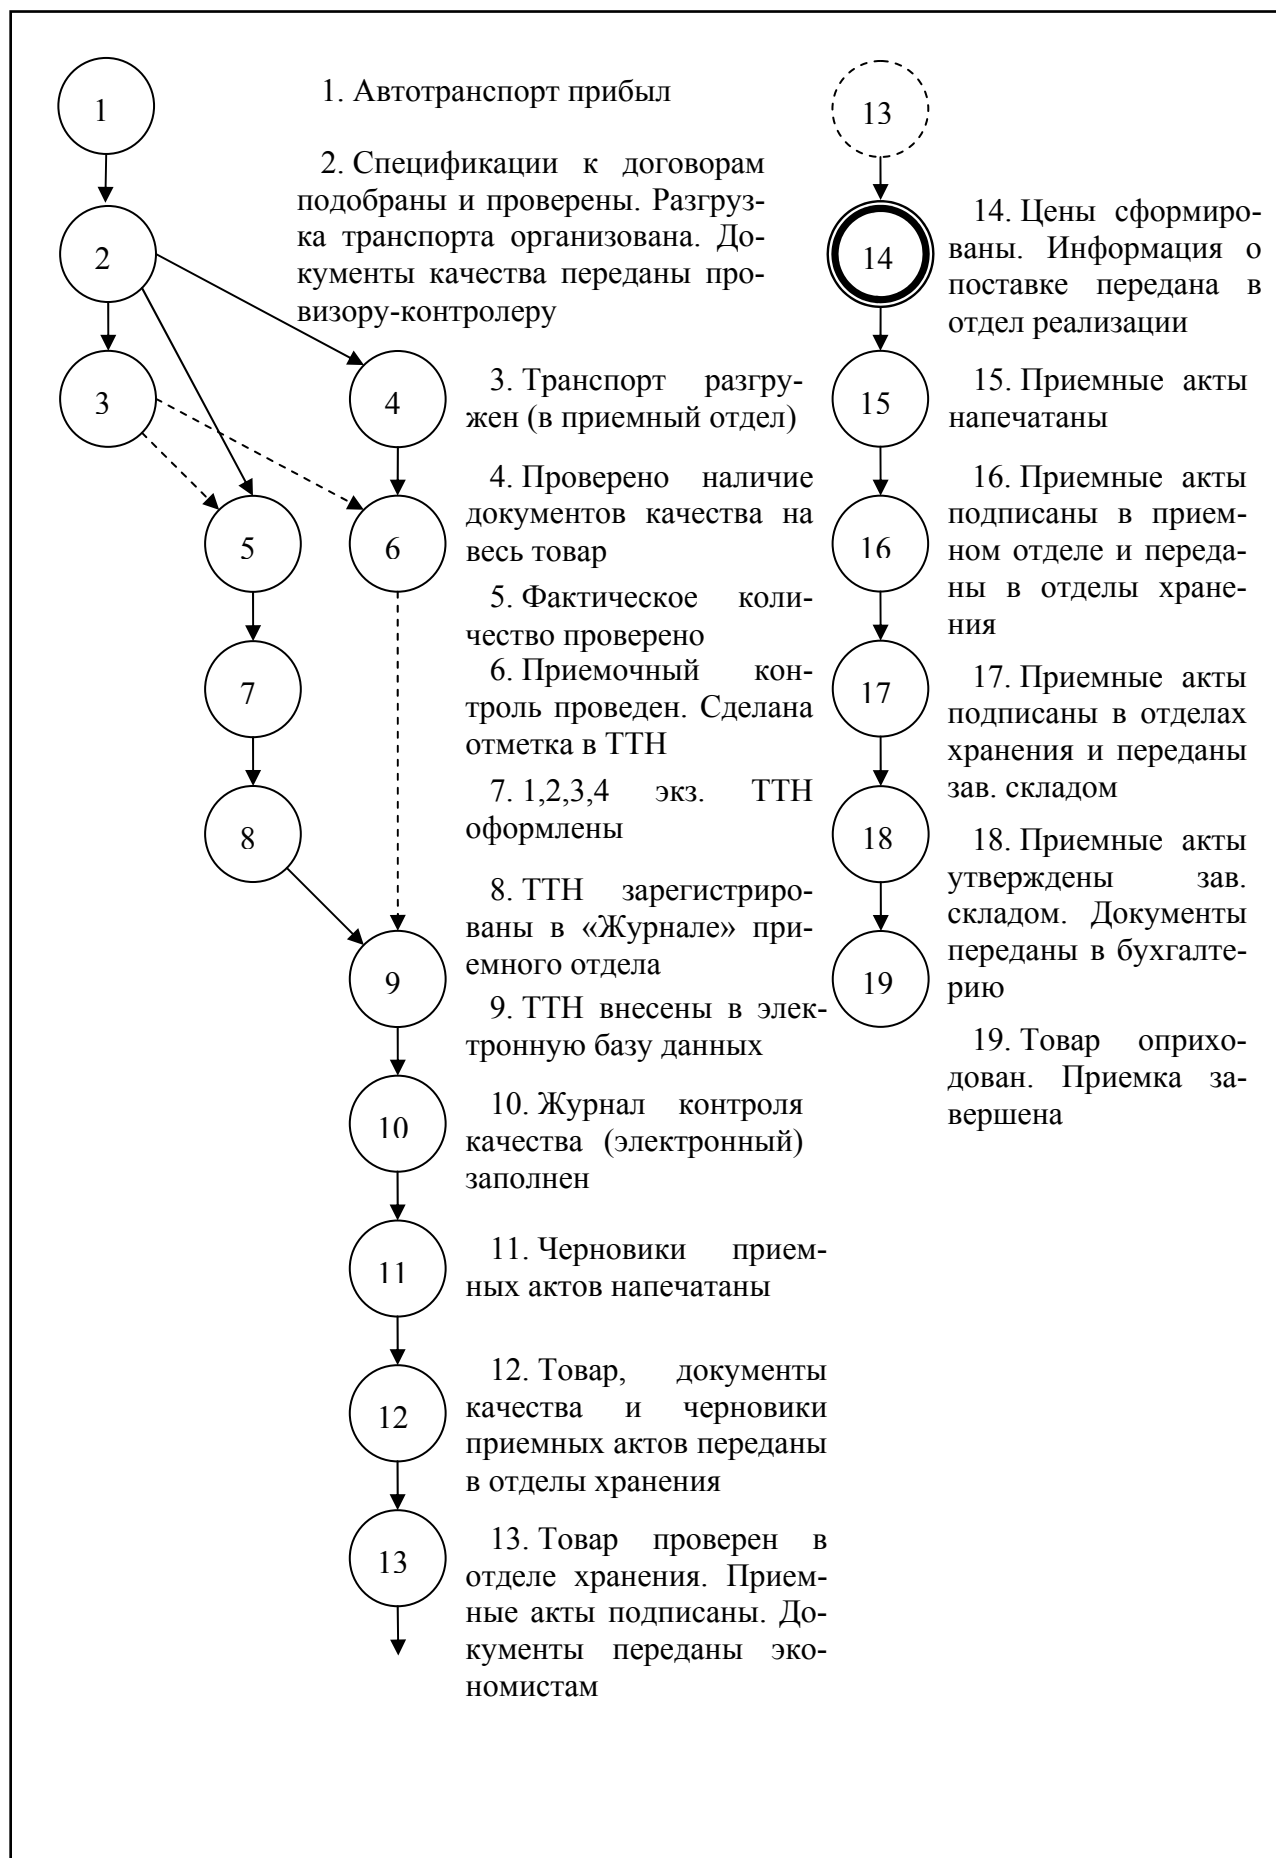 1
2
3
4
5
6
7
8
9
10
11
12
13
1. Автотранспорт прибыл
2. Спецификации к договорам
подобраны и проверены. Разгруз-
ка транспорта организована. До-
кументы качества переданы про-
визору-контролеру
3. Транспорт разгру-
жен (в приемный отдел)
4. Проверено наличие
документов качества на
весь товар
5. Фактическое коли-
чество проверено
6. Приемочный кон-
троль проведен. Сделана
отметка в ТТН
7. 1,2,3,4 экз. ТТН
оформлены
8. ТТН зарегистриро-
ваны в «Журнале» при-
емного отдела
9. ТТН внесены в элек-
тронную базу данных
10. Журнал контроля
качества (электронный)
заполнен
11. Черновики прием-
ных актов напечатаны
12. Товар, документы
качества и черновики
приемных актов переданы
в отделы хранения
13. Товар проверен в
отделе хранения. Прием-
ные акты подписаны. До-
кументы переданы эко-
номистам
13
14
15
16
17
18
19
14. Цены сформиро-
ваны. Информация о
поставке передана в
отдел реализации
15. Приемные акты
напечатаны
16. Приемные акты
подписаны в прием-
ном отделе и переда-
ны в отделы хране-
ния
17. Приемные акты
подписаны в отделах
хранения и переданы
зав. складом
18. Приемные акты
утверждены зав.
складом. Документы
переданы в бухгалте-
рию
19. Товар оприхо-
дован. Приемка за-
вершена